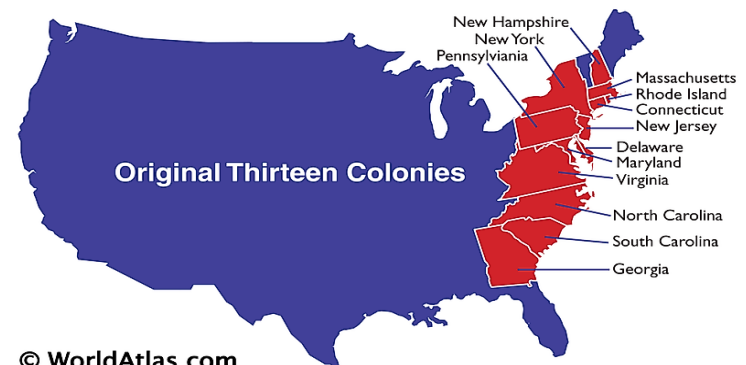 New Hampshire
New York
Pennsylviania
Massachusetts
Rhode Island
Connecticut
New Jersey
Delaware
Maryland
Virginia
Original Thirteen Colonies
North Carolina
South Carolina
Georgia
© WorldAtlas.com